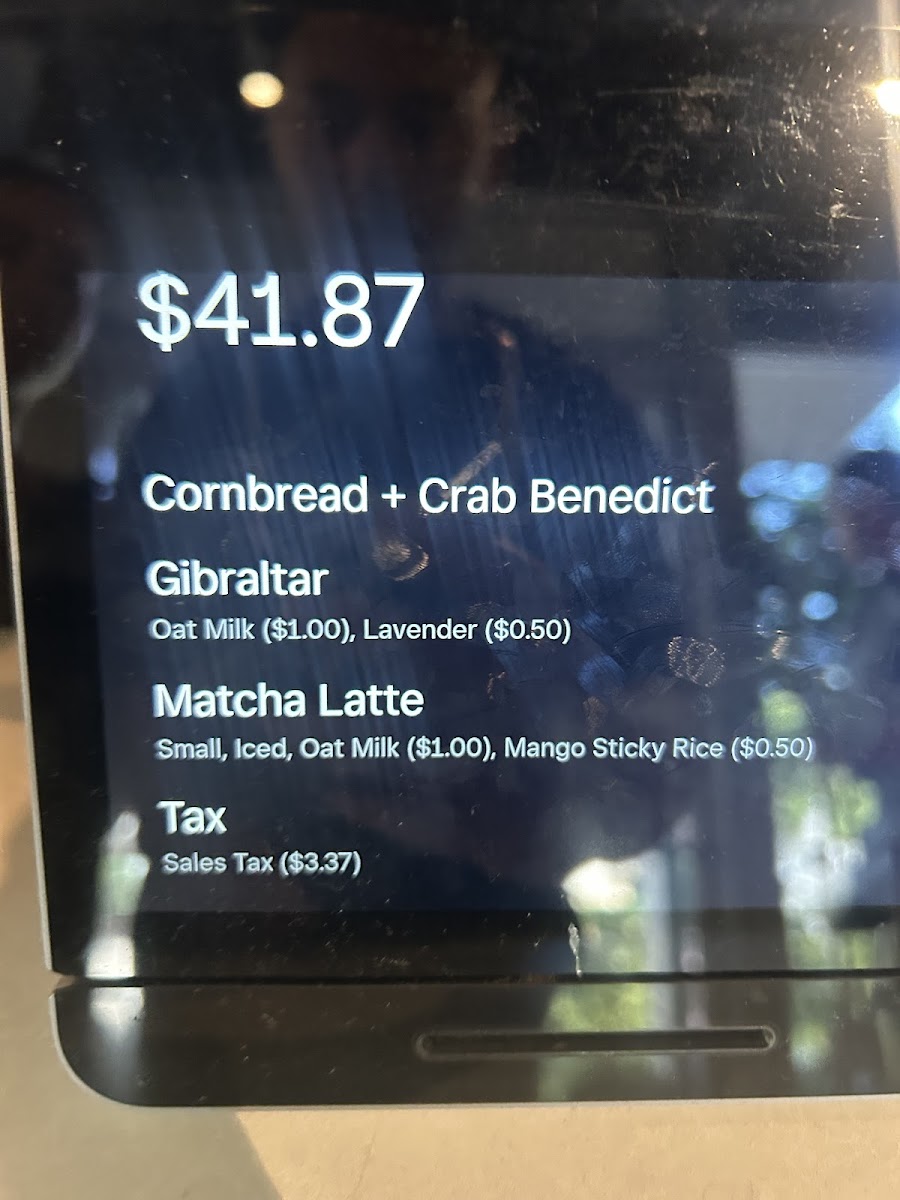 $41.87
Cornbread + Crab Benedict
Gibraltar
Oat Milk ($1.00), Lavender ($0.50)
Matcha Latte
Small, Iced, Oat Milk ($1.00), Mango Sticky Rice ($0.50)
Tax
Sales Tax ($3.37)